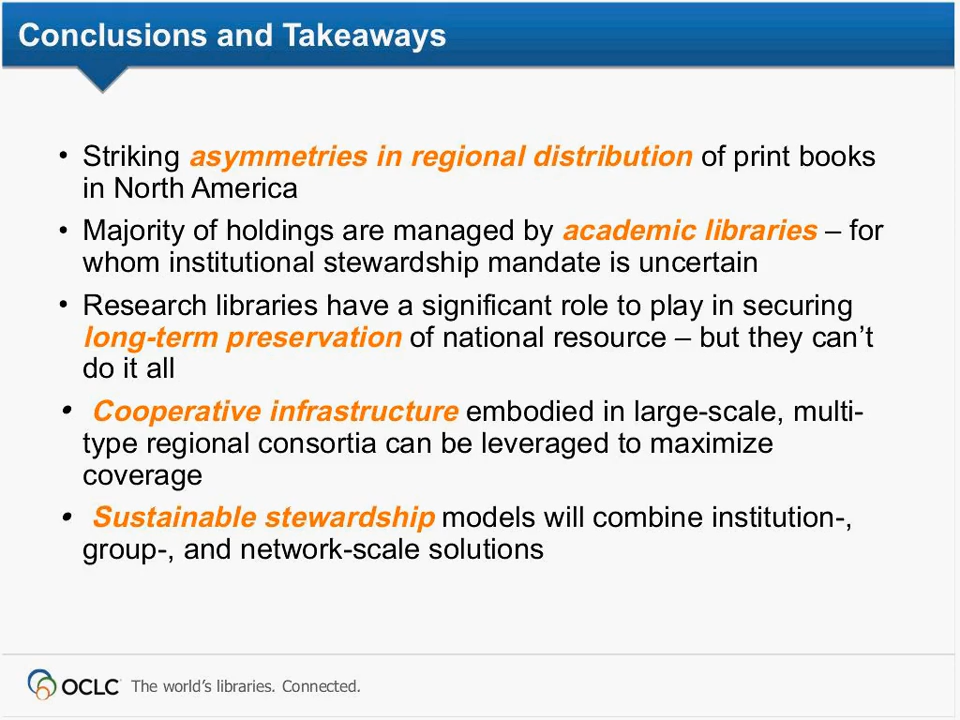 Conclusions and Takeaways
• Striking asymmetries in regional distribution of print books
in North America
• Majority of holdings are managed by academic libraries – for
whom institutional stewardship mandate is uncertain
• Research libraries have a significant role to play in securing
long-term preservation of national resource – but they can’t
do it all
• Cooperative infrastructure embodied in large-scale, multi-
type regional consortia can be leveraged to maximize
coverage
• Sustainable stewardship models will combine institution-,
group-, and network-scale solutions
OCLC The world’s libraries. Connected.